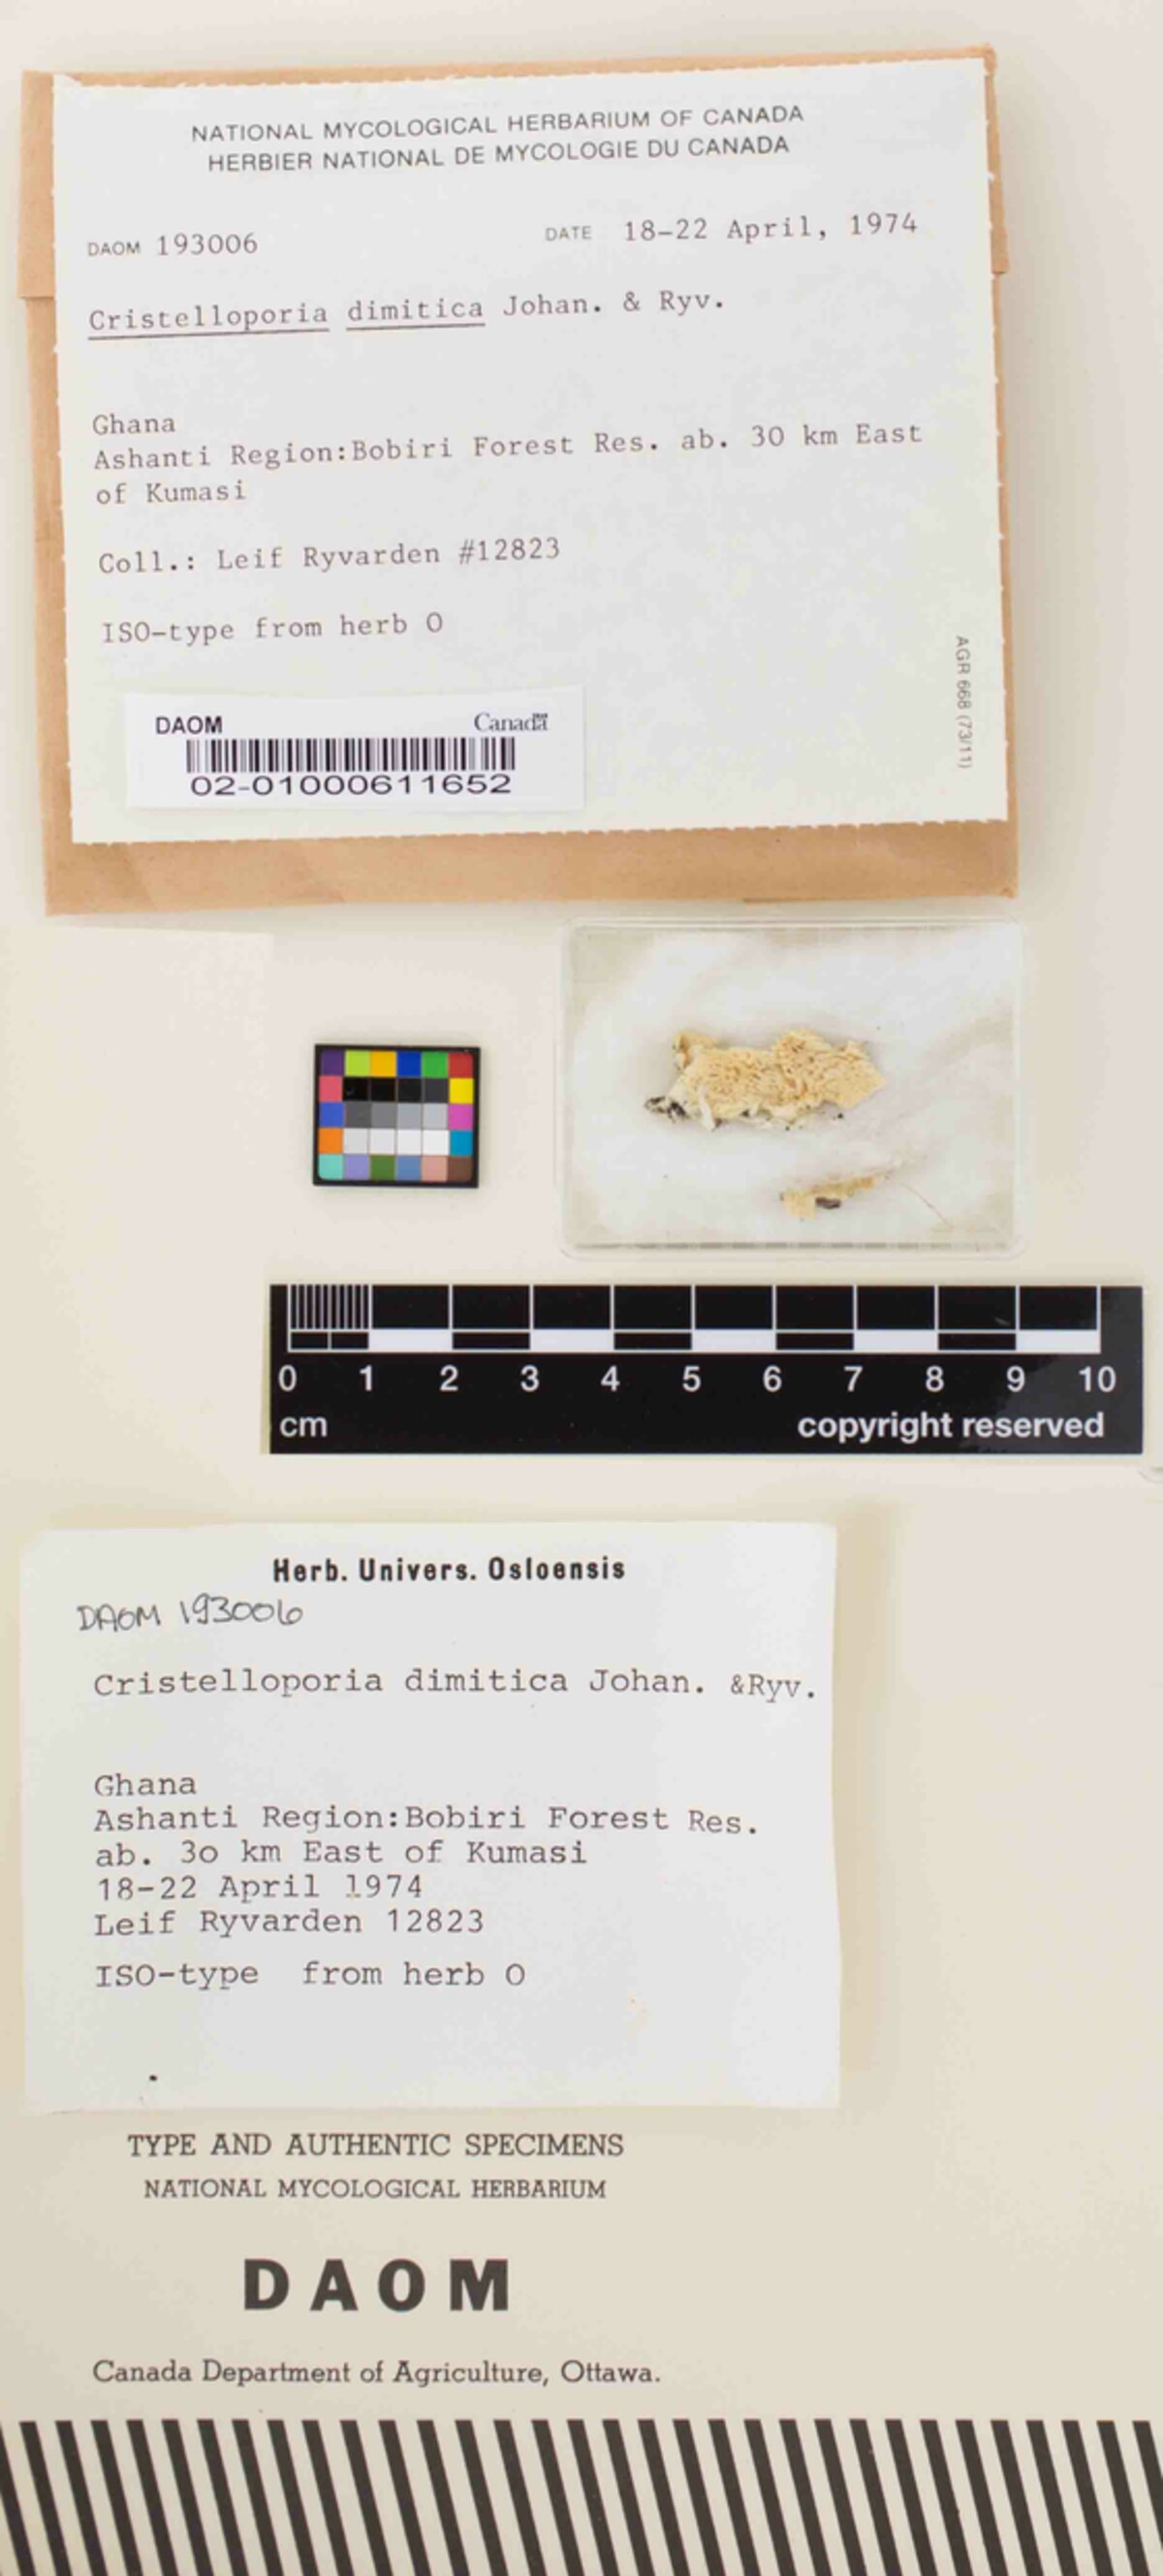 NATIONAL MYCOLOGICAL HERBARIUM OF CANADA
HERBIER NATIONAL DE MYCOLOGIE DU CANADA
DAOM 193006 DATE 18-22 April, 1974
Cristelloporia dimitica Johan. & Ryv.
Ghana
Ashanti Region:Bobiri Forest Res. ab. 30 km East
of Kumasi
Coll.: Leif Ryvarden #12823
ISO-type from herb O
AGR 668 (73/11)
DAOM Canada
02-01000611652
0 1 2 3 4 5 6 7 8 9 10
cm copyright reserved
Herb. Univers. Osloensis
DAOM 193006
Cristelloporia dimitica Johan. &Ryv.
Ghana
Ashanti Region:Bobiri Forest Res.
ab. 3o km East of Kumasi
18-22 April 1974
Leif Ryvarden 12823
ISO-type from herb O
TYPE AND AUTHENTIC SPECIMENS
NATIONAL MYCOLOGICAL HERBARIUM
DAOM
Canada Department of Agriculture, Ottawa.